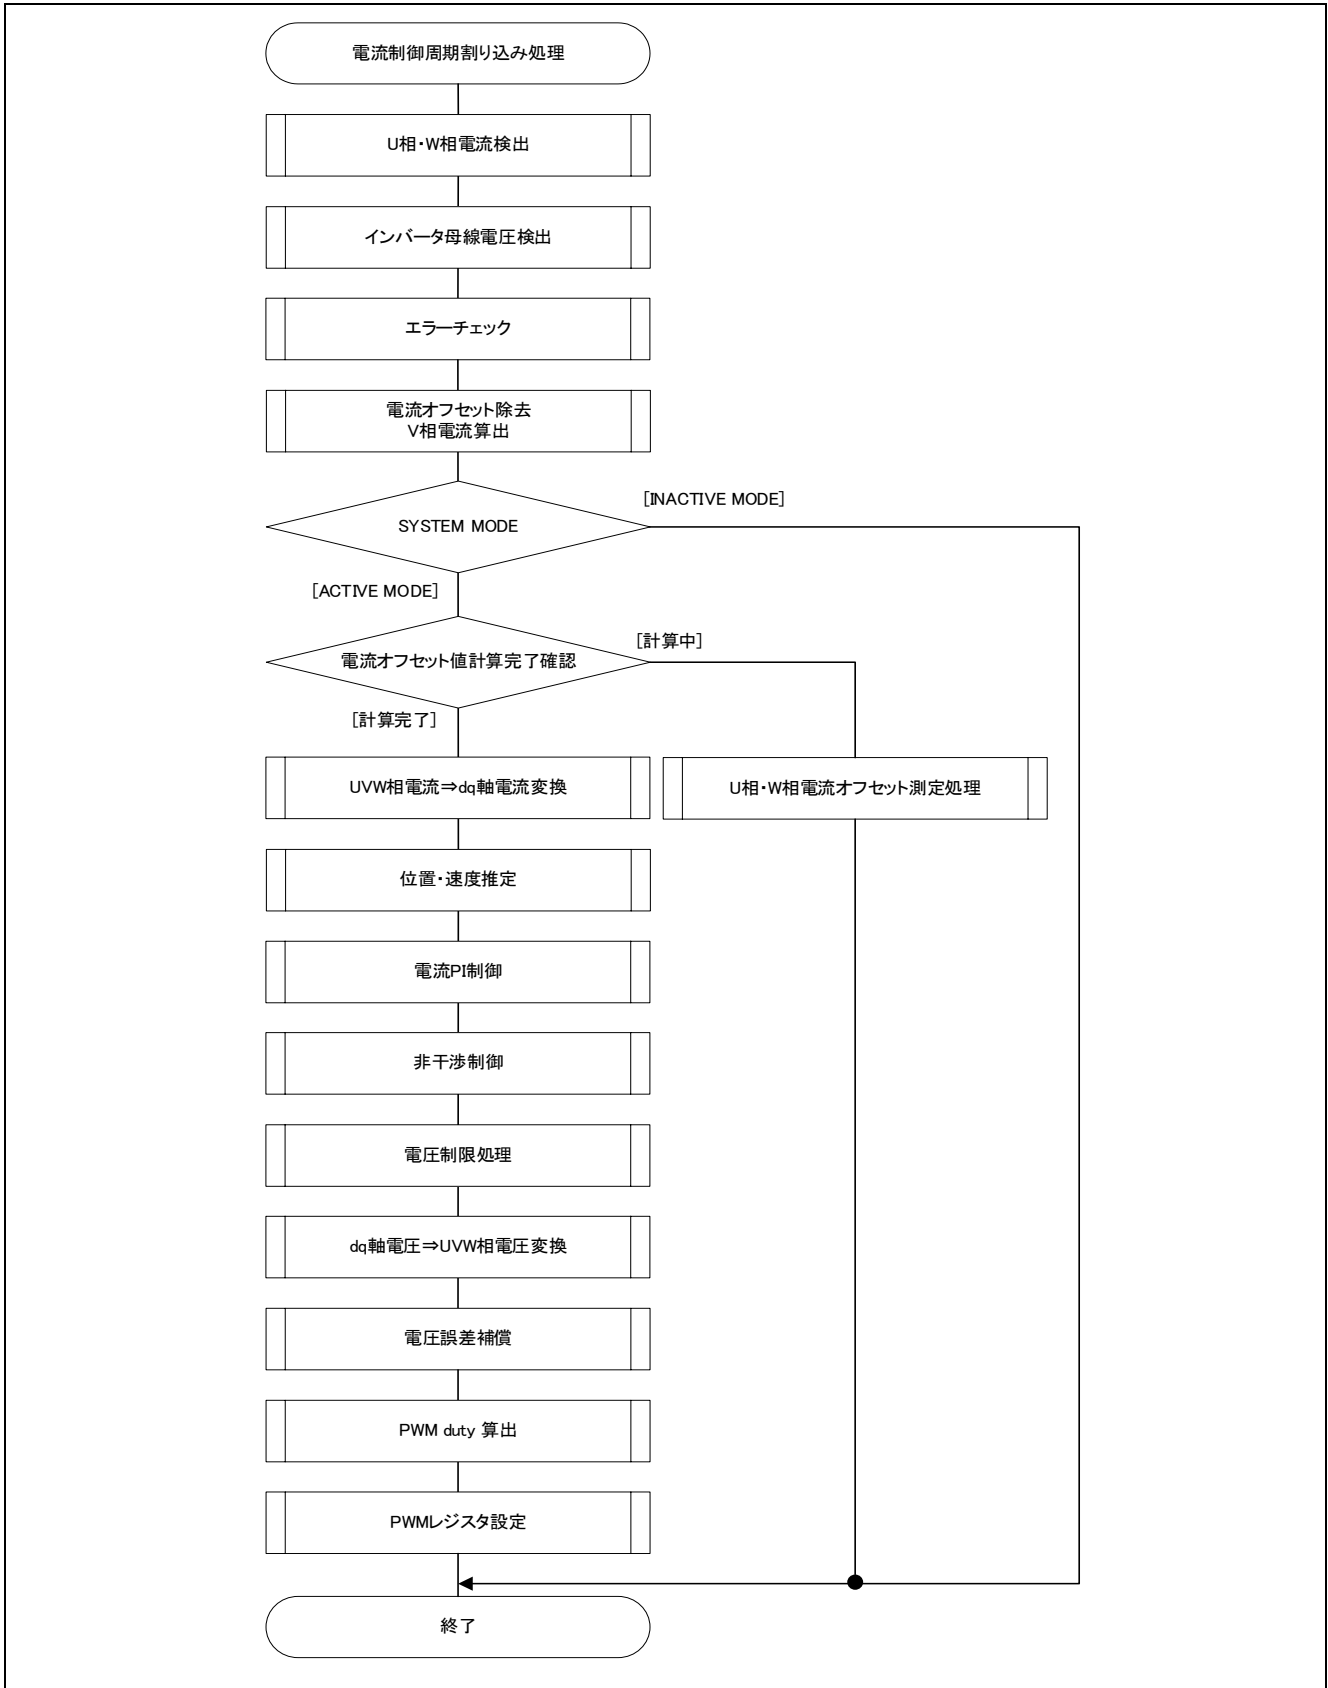 電流制御周期割り込み処理
U相・W相電流検出
インバータ母線電圧検出
エラーチェック
電流オフセット除去
V相電流算出
[INACTIVE MODE]
SYSTEM MODE
[ACTIVE MODE]
[計算中]
電流オフセット値計算完了確認
[計算完了]
UVW相電流⇒dq軸電流変換
U相・W相電流オフセット測定処理
位置・速度推定
電流PI制御
非干渉制御
電圧制限処理
dq軸電圧⇒UVW相電圧変換
電圧誤差補償
PWM duty 算出
PWMレジスタ設定
終了